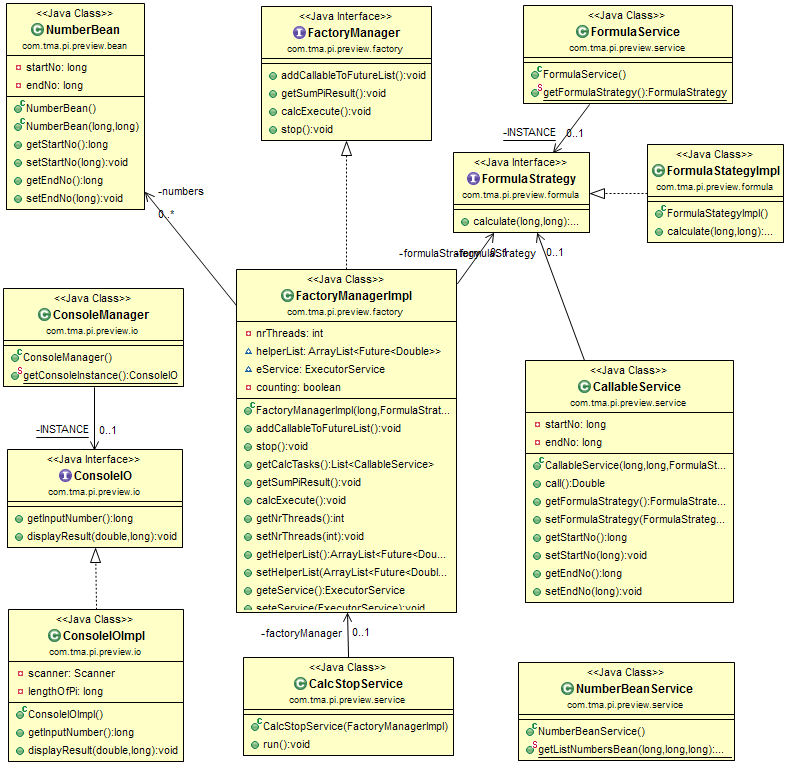 <<Java Class>>
NumberBean
com.tma.pi.preview.bean
startNo: long
endNo: long
NumberBean()
NumberBean(long,long)
getStartNo():long
setStartNo(long):void
getEndNo():long
setEndNo(long):void
<<Java Interface>>
FactoryManager
com.tma.pi.preview.factory
addCallableToFutureList():void
getSumPiResult():void
calcExecute():void
stop():void
<<Java Class>>
FormulaService
com.tma.pi.preview.service
FormulaService()
getFormulaStrategy():FormulaStrategy
-INSTANCE 0..1
<<Java Interface>>
FormulaStrategy
com.tma.pi.preview.formula
calculate(long,long):...
<<Java Class>>
FormulaStategyImpl
com.tma.pi.preview.formula
FormulaStategyImpl()
calculate(long,long):...
-numbers
0..*
-formulaStrategy 0..1
-formulaStrategy 0..1
<<Java Class>>
FactoryManagerImpl
com.tma.pi.preview.factory
nrThreads: int
helperList: ArrayList<Future<Double>>
eService: ExecutorService
counting: boolean
FactoryManagerImpl(long,FormulaStrat...
addCallableToFutureList():void
stop():void
getCalcTasks():List<CallableService>
getSumPiResult():void
calcExecute():void
getNrThreads():int
setNrThreads(int):void
getHelperList():ArrayList<Future<Dou...
setHelperList(ArrayList<Future<Doubl...
geteService():ExecutorService
seteService(ExecutorService):void
<<Java Class>>
ConsoleManager
com.tma.pi.preview.io
ConsoleManager()
getConsoleInstance():ConsoleIO
-INSTANCE 0..1
<<Java Interface>>
ConsoleIO
com.tma.pi.preview.io
getInputNumber():long
displayResult(double,long):void
<<Java Class>>
ConsoleIOImpl
com.tma.pi.preview.io
scanner: Scanner
lengthOfPi: long
ConsoleIOImpl()
getInputNumber():long
displayResult(double,long):void
<<Java Class>>
CallableService
com.tma.pi.preview.service
startNo: long
endNo: long
CallableService(long,long,FormulaSt...
call():Double
getFormulaStrategy():FormulaStrate...
setFormulaStrategy(FormulaStrateg...
getStartNo():long
setStartNo(long):void
getEndNo():long
setEndNo(long):void
-factoryManager 0..1
<<Java Class>>
CalcStopService
com.tma.pi.preview.service
CalcStopService(FactoryManagerImpl)
run():void
<<Java Class>>
NumberBeanService
com.tma.pi.preview.service
NumberBeanService()
getListNumbersBean(long,long,long):...